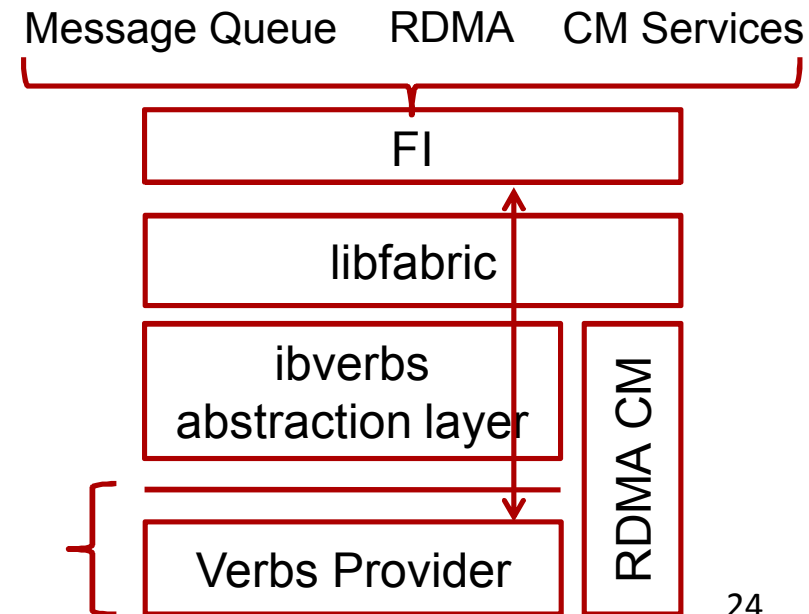 Message Queue RDMA CM Services
FI
libfabric
ibverbs
abstraction layer
RDMA CM
Verbs Provider
24